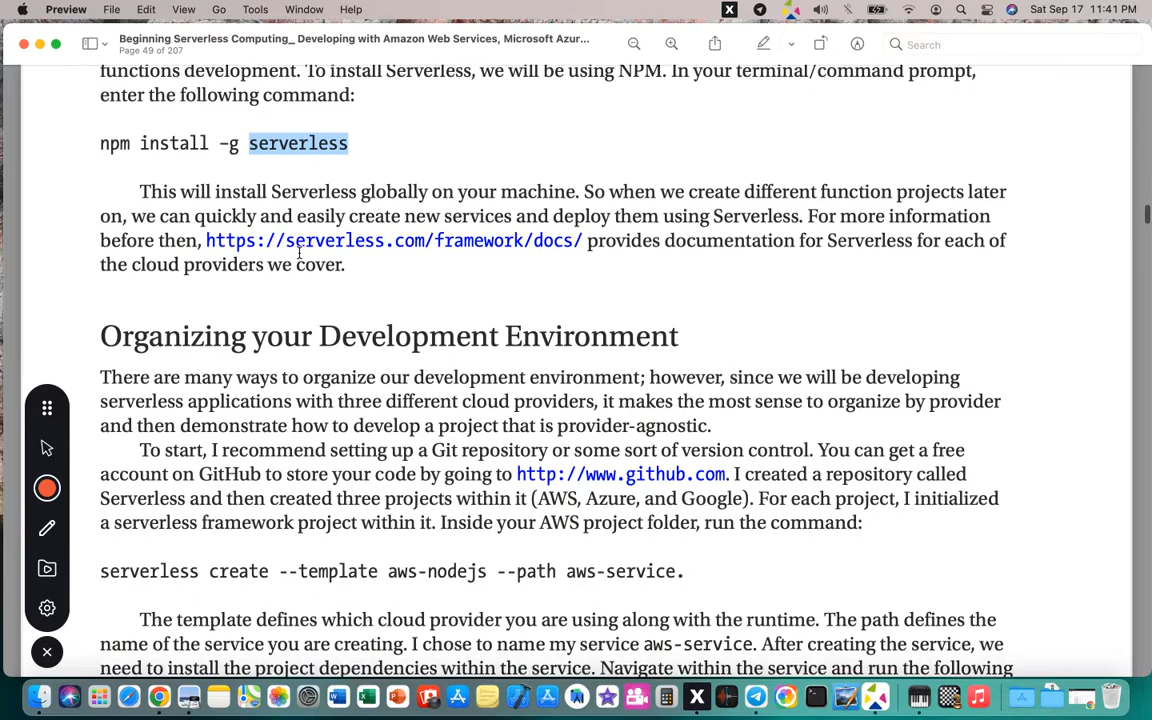 Preview File Edit View Go Tools Window Help Sat Sep 17 11:41 PM
Beginning Serverless Computing_ Developing with Amazon Web Services, Microsoft Azur...
Page 49 of 207
Search
functions development. To install Serverless, we will be using NPM. In your terminal/command prompt,
enter the following command:
npm install –g serverless
This will install Serverless globally on your machine. So when we create different function projects later
on, we can quickly and easily create new services and deploy them using Serverless. For more information
before then, https://serverless.com/framework/docs/ provides documentation for Serverless for each of
the cloud providers we cover.
Organizing your Development Environment
There are many ways to organize our development environment; however, since we will be developing
serverless applications with three different cloud providers, it makes the most sense to organize by provider
and then demonstrate how to develop a project that is provider-agnostic.
To start, I recommend setting up a Git repository or some sort of version control. You can get a free
account on GitHub to store your code by going to http://www.github.com. I created a repository called
Serverless and then created three projects within it (AWS, Azure, and Google). For each project, I initialized
a serverless framework project within it. Inside your AWS project folder, run the command:
serverless create --template aws-nodejs --path aws-service.
The template defines which cloud provider you are using along with the runtime. The path defines the
name of the service you are creating. I chose to name my service aws-service. After creating the service, we
need to install the project dependencies within the service. Navigate within the service and run the following